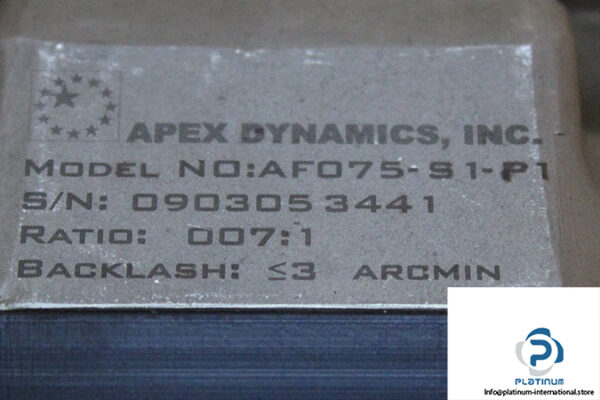 APEX DYNAMICS, INC.
MODEL NO:AF075-S1-P1
S/N: 0903053441
RATIO: 007:1
BACKLASH: ≤3 ARCMIN
PLATINUM
Info@platinum-international.store